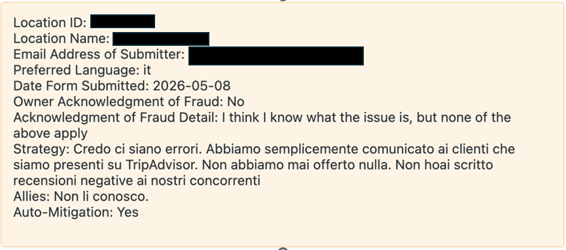 Location ID:
Location Name:
Email Address of Submitter:
Preferred Language: it
Date Form Submitted: 2026-05-08
Owner Acknowledgment of Fraud: No
Acknowledgment of Fraud Detail: I think I know what the issue is, but none of the
above apply
Strategy: Credo ci siano errori. Abbiamo semplicemente comunicato ai clienti che
siamo presenti su TripAdvisor. Non abbiamo mai offerto nulla. Non hoai scritto
recensioni negative ai nostri concorrenti
Allies: Non li conosco.
Auto-Mitigation: Yes